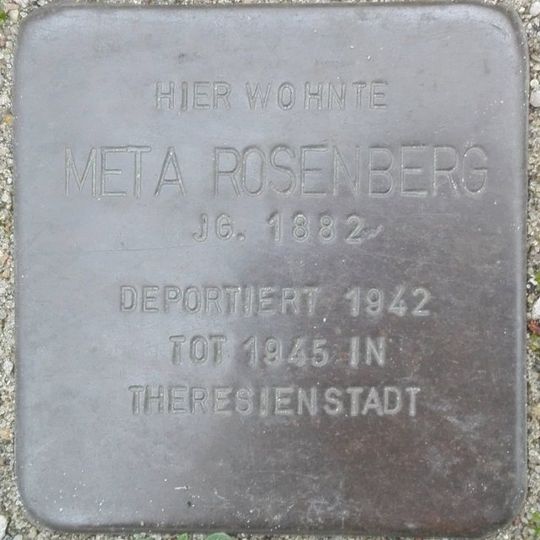 HIER WOHNTE
META ROSENBERG
JG. 1882
DEPORTIERT 1942
TOT 1945 IN
THERESIENSTADT